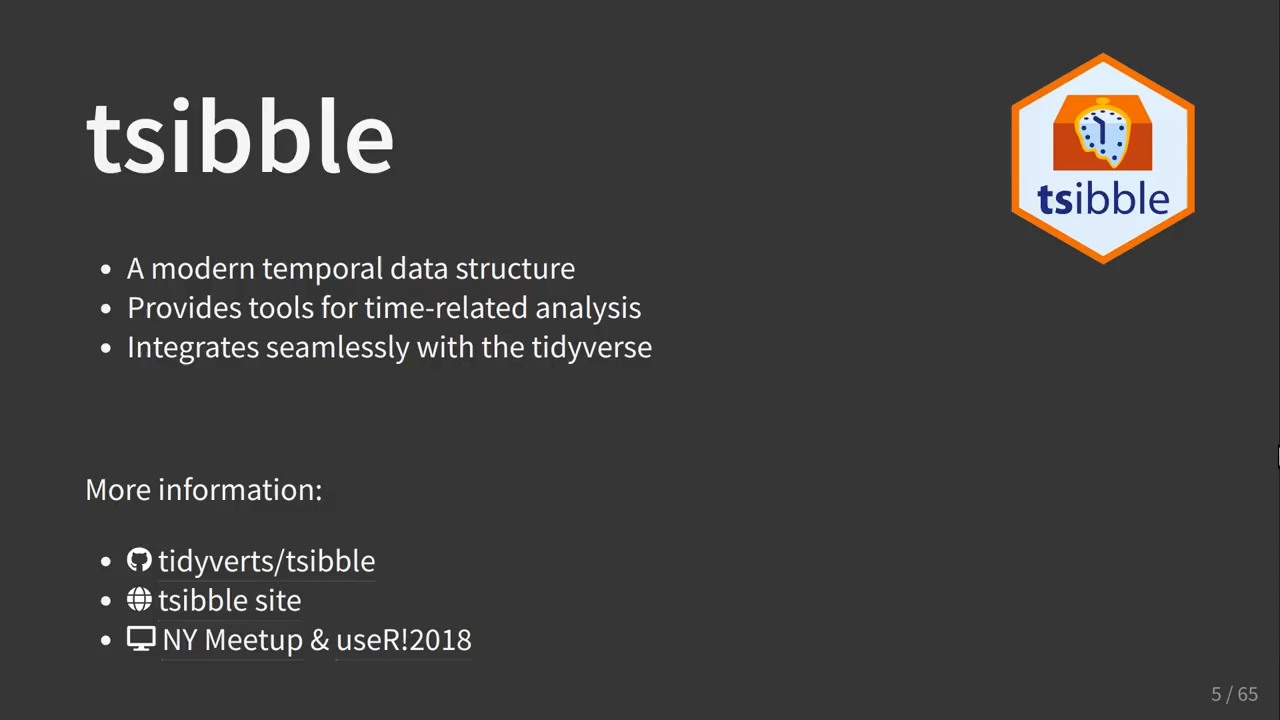 tsibble
tsibble
• A modern temporal data structure
• Provides tools for time-related analysis
• Integrates seamlessly with the tidyverse
More information:
• tidyverts/tsibble
• tsibble site
• NY Meetup & useR!2018
5 / 65